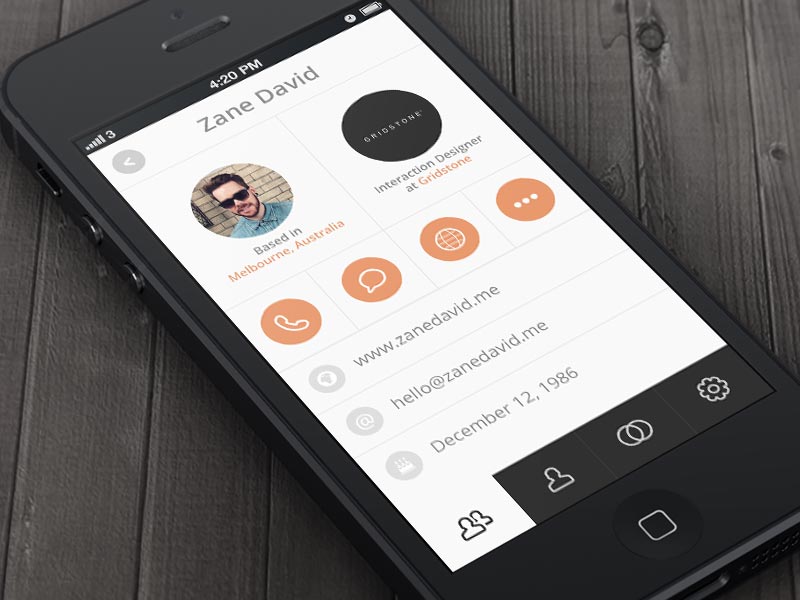 3 4:20 PM
Zane David
GRIDSTONE
Based in
Melbourne, Australia
Interaction Designer
at Gridstone
www.zanedavid.me
hello@zanedavid.me
@
December 12, 1986